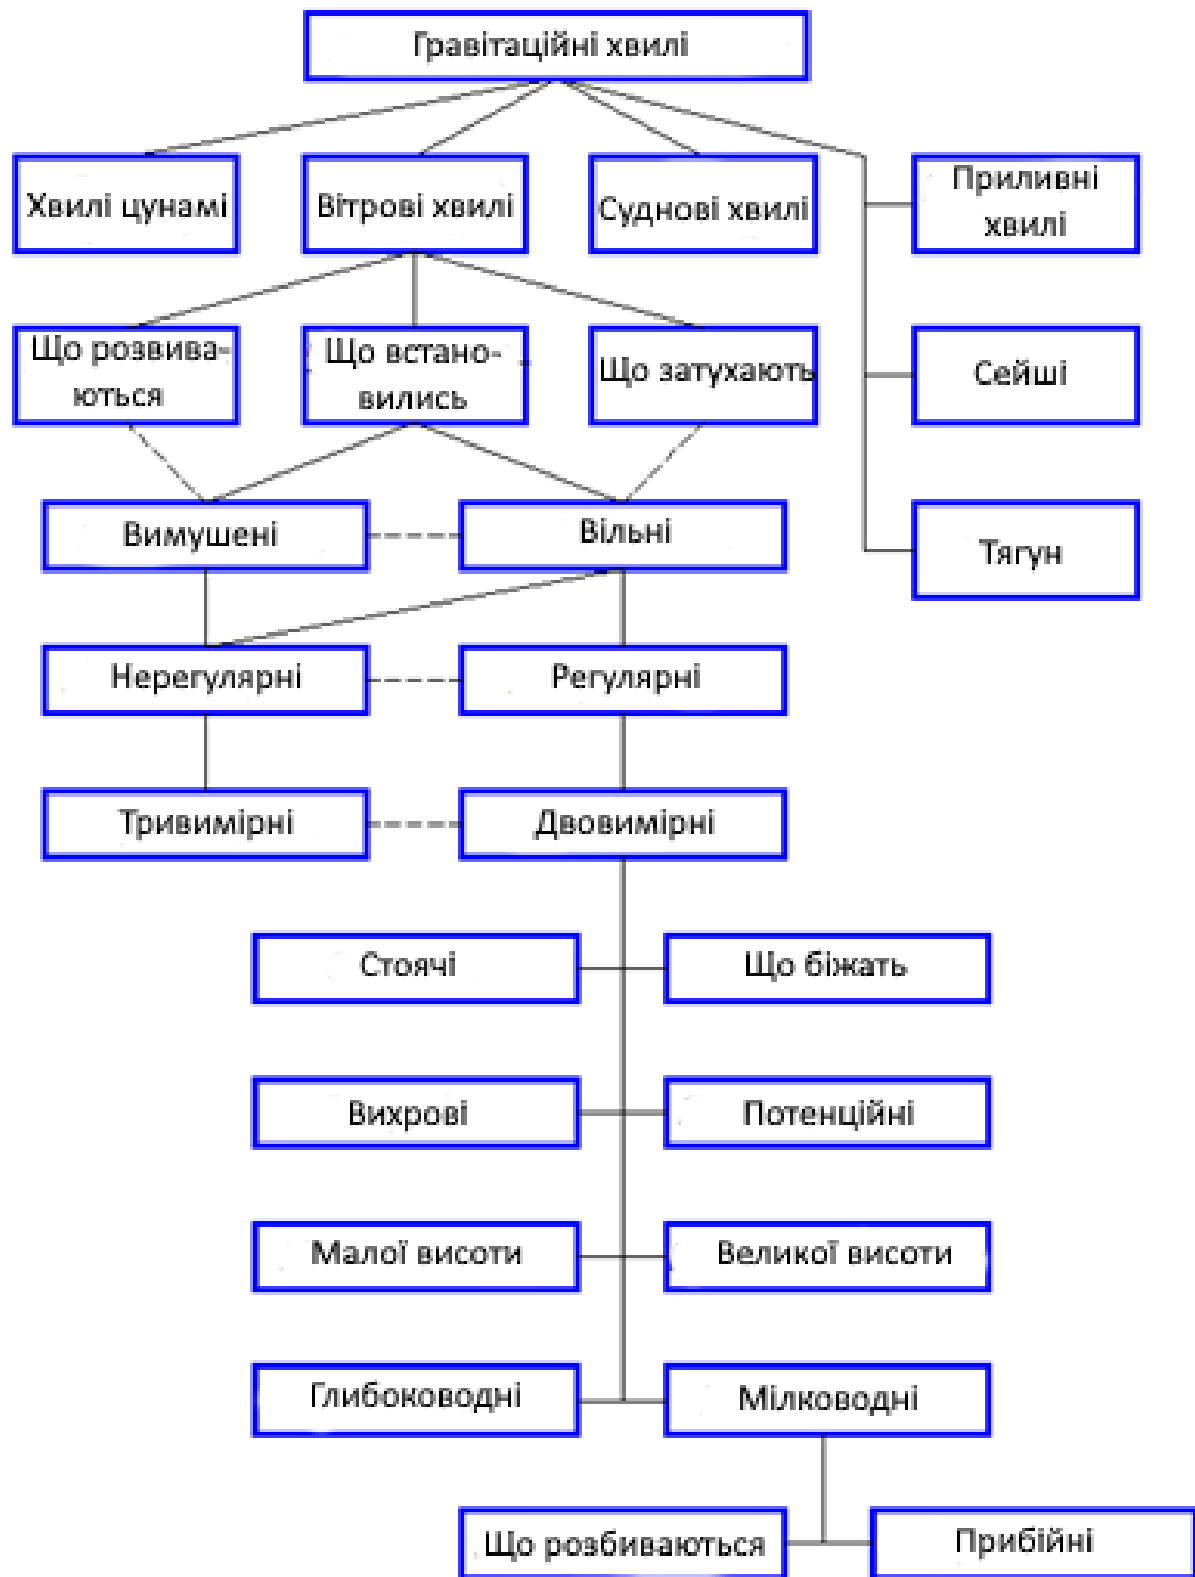 Гравітаційні хвилі
Хвилі цунамі
Вітрові хвилі
Суднові хвилі
Приливні
хвилі
Що розвива-
ються
Що встано-
вились
Що затухають
Сейші
Вимушені
Вільні
Тягун
Нерегулярні
Регулярні
Тривимірні
Двовимірні
Стоячі
Що біжать
Вихрові
Потенційні
Малої висоти
Великої висоти
Глибоководні
Мілководні
Що розбиваються
Прибійні